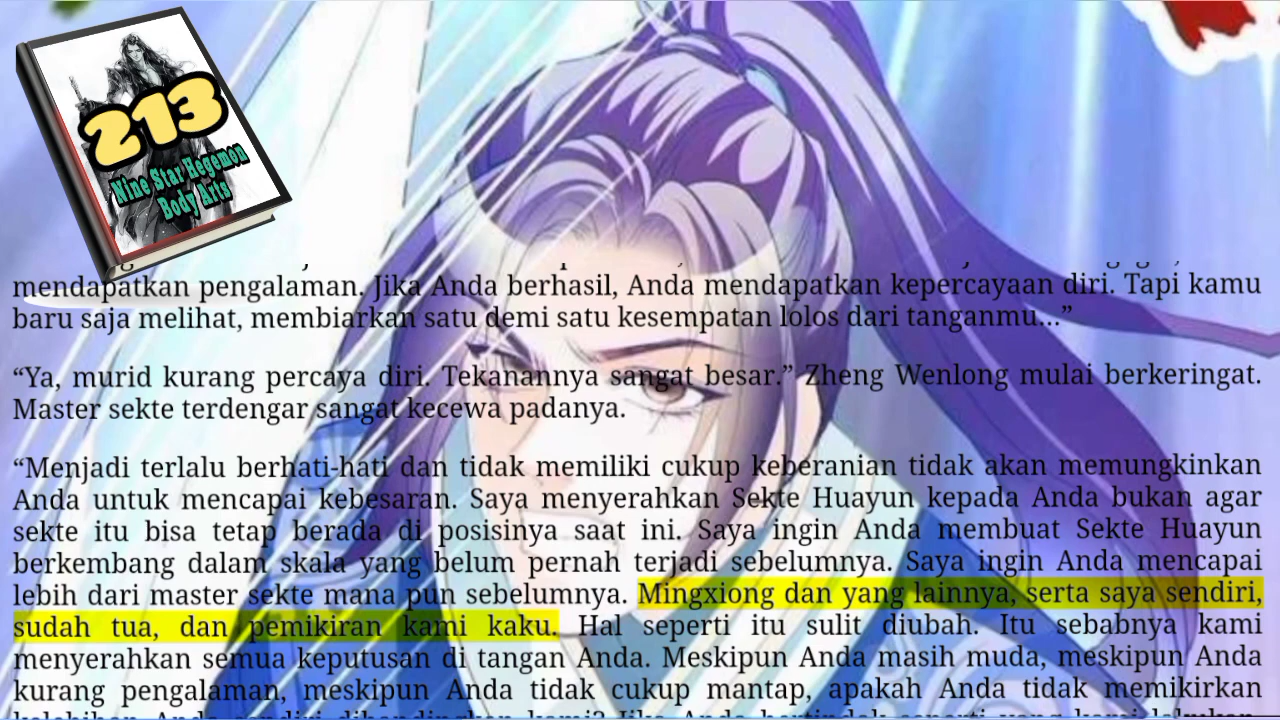 213
Nine Star Hegemon
Body Arts
mendapatkan pengalaman. Jika Anda berhasil, Anda mendapatkan kepercayaan diri. Tapi kamu
baru saja melihat, membiarkan satu demi satu kesempatan lolos dari tanganmu...”
“Ya, murid kurang percaya diri. Tekanannya sangat besar.” Zheng Wenlong mulai berkeringat.
Master sekte terdengar sangat kecewa padanya.
“Menjadi terlalu berhati-hati dan tidak memiliki cukup keberanian tidak akan memungkinkan
Anda untuk mencapai kebesaran. Saya menyerahkan Sekte Huayun kepada Anda bukan agar
sekte itu bisa tetap berada di posisinya saat ini. Saya ingin Anda membuat Sekte Huayun
berkembang dalam skala yang belum pernah terjadi sebelumnya. Saya ingin Anda mencapai
lebih dari master sekte mana pun sebelumnya. Mingxiong dan yang lainnya, serta saya sendiri,
sudah tua, dan pemikiran kami kaku. Hal seperti itu sulit diubah. Itu sebabnya kami
menyerahkan semua keputusan di tangan Anda. Meskipun Anda masih muda, meskipun Anda
kurang pengalaman, meskipun Anda tidak cukup mantap, apakah Anda tidak memikirkan